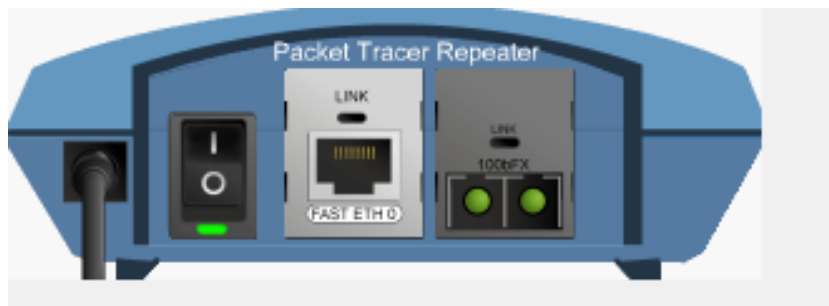 Packet Tracer Repeater
LINK
LINK
100bFX
FAST ETH 0